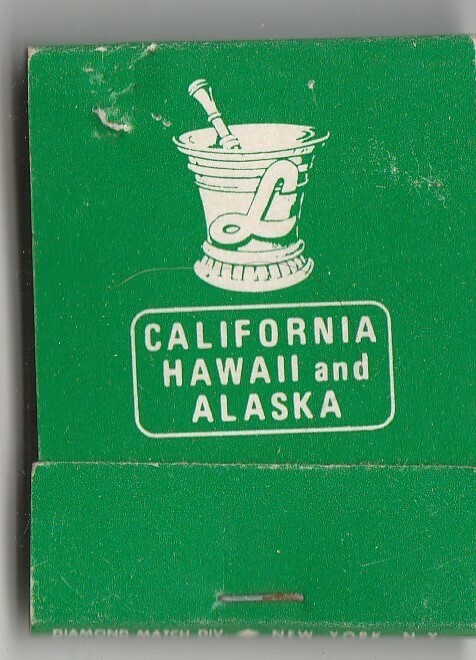 L
CALIFORNIA
HAWAII and
ALASKA
DIAMOND MATCH DIV. NEW YORK, N.Y.